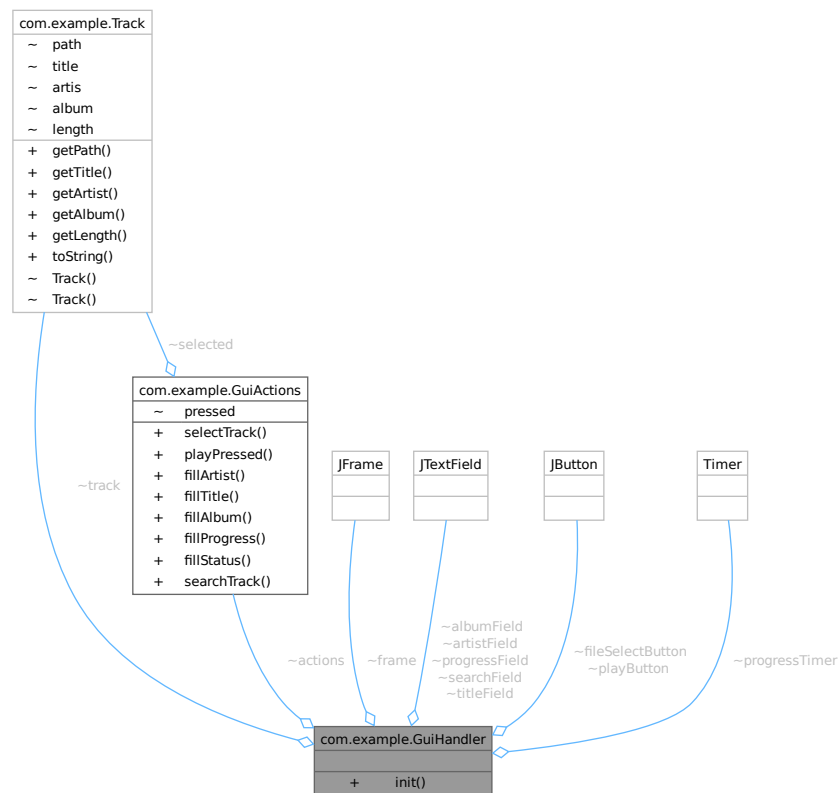 com.example.Track
~ path
~ title
~ artis
~ album
~ length
+ getPath()
+ getTitle()
+ getArtist()
+ getAlbum()
+ getLength()
+ toString()
~ Track()
~ Track()
~selected
com.example.GuiActions
~ pressed
+ selectTrack()
+ playPressed()
+ fillArtist()
+ fillTitle()
+ fillAlbum()
+ fillProgress()
+ fillStatus()
+ searchTrack()
JFrame
JTextField
JButton
Timer
~track
~actions
~frame
~albumField
~artistField
~progressField
~searchField
~titleField
~fileSelectButton
~playButton
~progressTimer
com.example.GuiHandler
+ init()